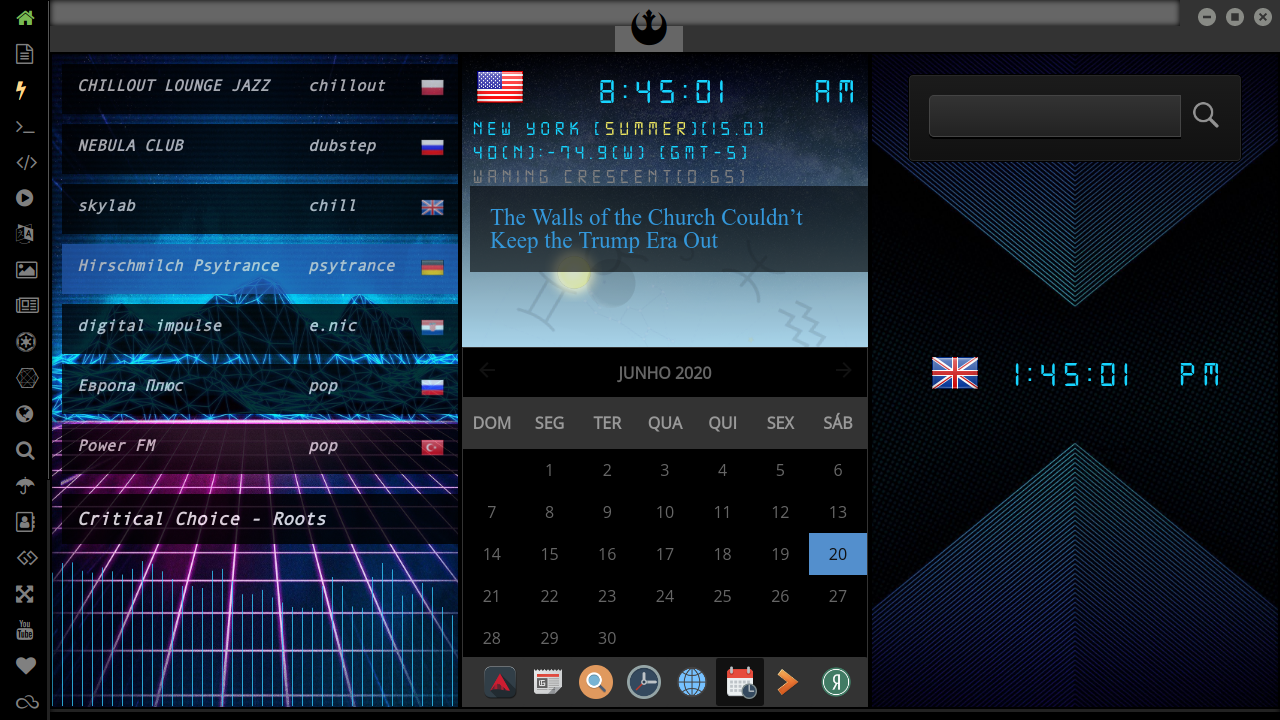 CHILLOUT LOUNGE JAZZ chillout
NEBULA CLUB dubstep
skylab chill
Hirschmilch Psytrance psytrance
digital impulse e.nic
Европа Плюс pop
Power FM pop
Critical Choice - Roots
8:45:01 AM
NEW YORK (SUMMER)(15.0)
40(N):-74.9(W) (GMT-5)
WANING CRESCENT(0.65)
The Walls of the Church Couldn’t
Keep the Trump Era Out
JUNHO 2020
DOM SEG TER QUA QUI SEX SÁB
1 2 3 4 5 6
7 8 9 10 11 12 13
14 15 16 17 18 19 20
21 22 23 24 25 26 27
28 29 30
1:45:01 PM
You
Tube
Я